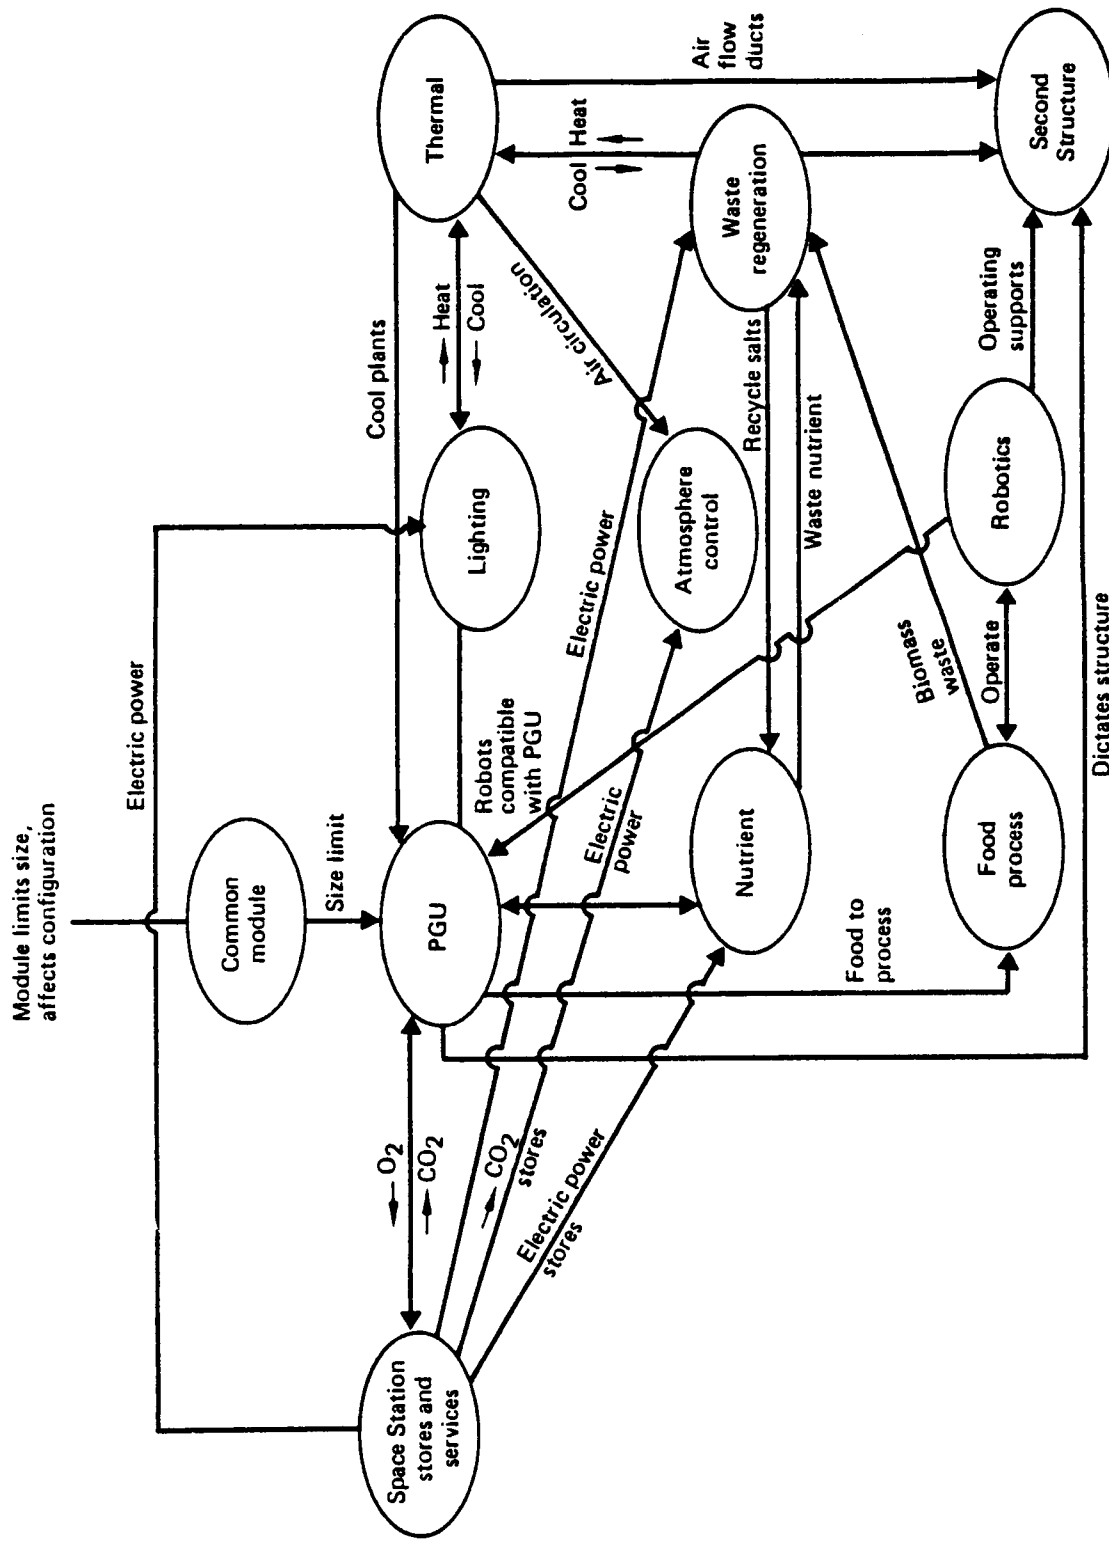 Module limits size,
affects configuration
Electric power
Common
module
Size limit
Cool plants
Thermal
Air
flow
ducts
→ Heat
← Cool
Cool Heat
Air circulation
Space Station
stores and
services
← O2
→ CO2
PGU
Lighting
Robots
compatible
with PGU
Electric power
Atmosphere
control
Waste
regeneration
Second
Structure
→ CO2
stores
Electric
power
Recycle salts
Waste nutrient
Electric power
stores
Nutrient
Food to
process
Biomass
waste
Operating
supports
Food
process
Operate
Robotics
Dictates structure